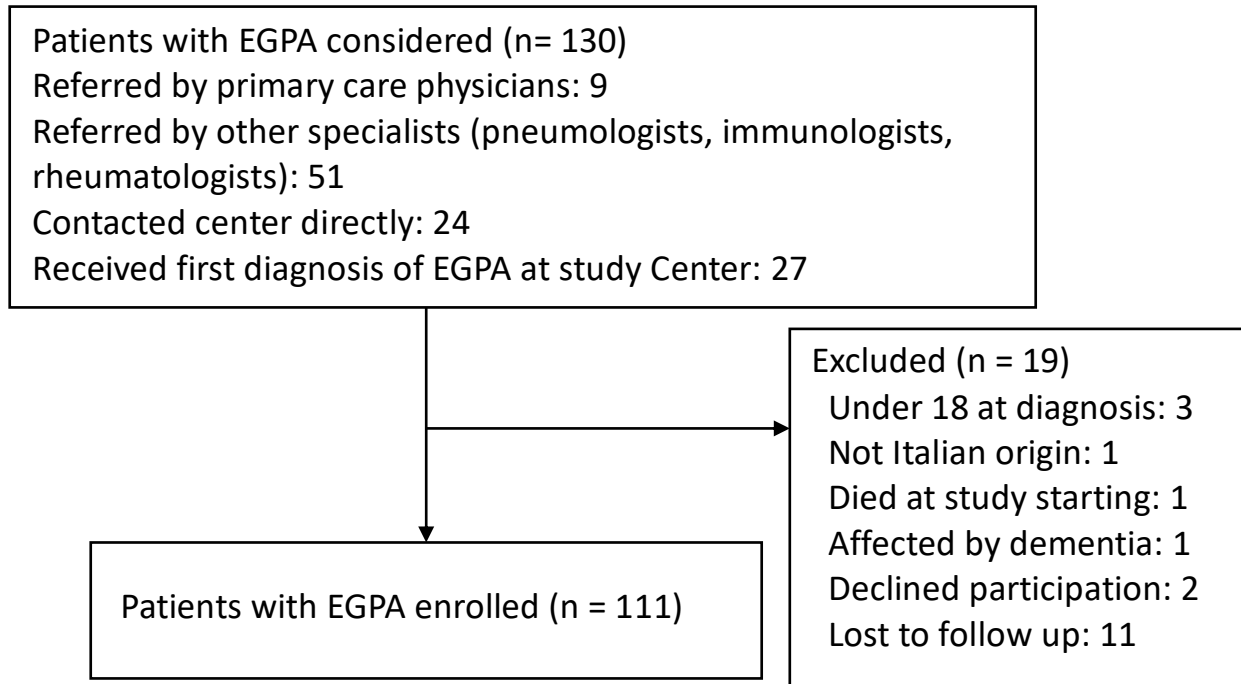 Patients with EGPA considered (n= 130)
Referred by primary care physicians: 9
Referred by other specialists (pneumologists, immunologists,
rheumatologists): 51
Contacted center directly: 24
Received first diagnosis of EGPA at study Center: 27
Excluded (n = 19)
Under 18 at diagnosis: 3
Not Italian origin: 1
Died at study starting: 1
Affected by dementia: 1
Declined participation: 2
Lost to follow up: 11
Patients with EGPA enrolled (n = 111)